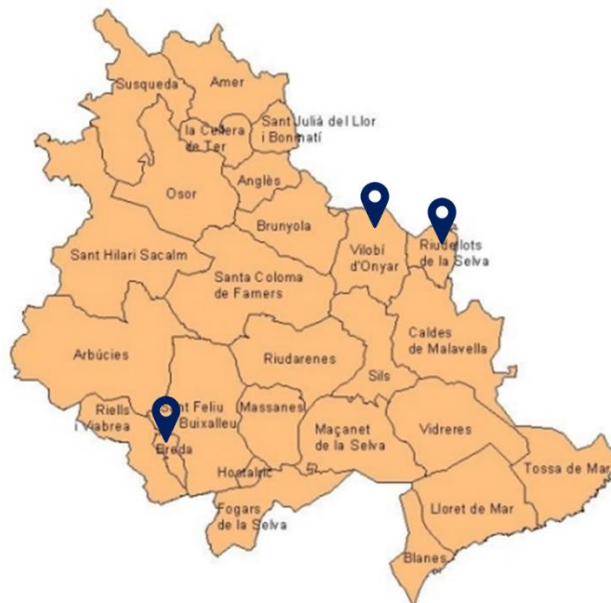 Susqueda
Amer
la Cellera
de Ter
Sant Julià del Llor
i Bonmatí
Osor
Anglès
Brunyola
Vilobí
d'Onyar
Riudellots
de la Selva
Sant Hilari Sacalm
Santa Coloma
de Farners
Caldes
de Malavella
Arbúcies
Riudarenes
Sils
Riells
i Viabrea
Sant Feliu
Buixalleu
Massanes
Maçanet
de la Selva
Vidreres
Breda
Hostalric
Tossa de Mar
Fogars
de la Selva
Lloret de Mar
Blanes